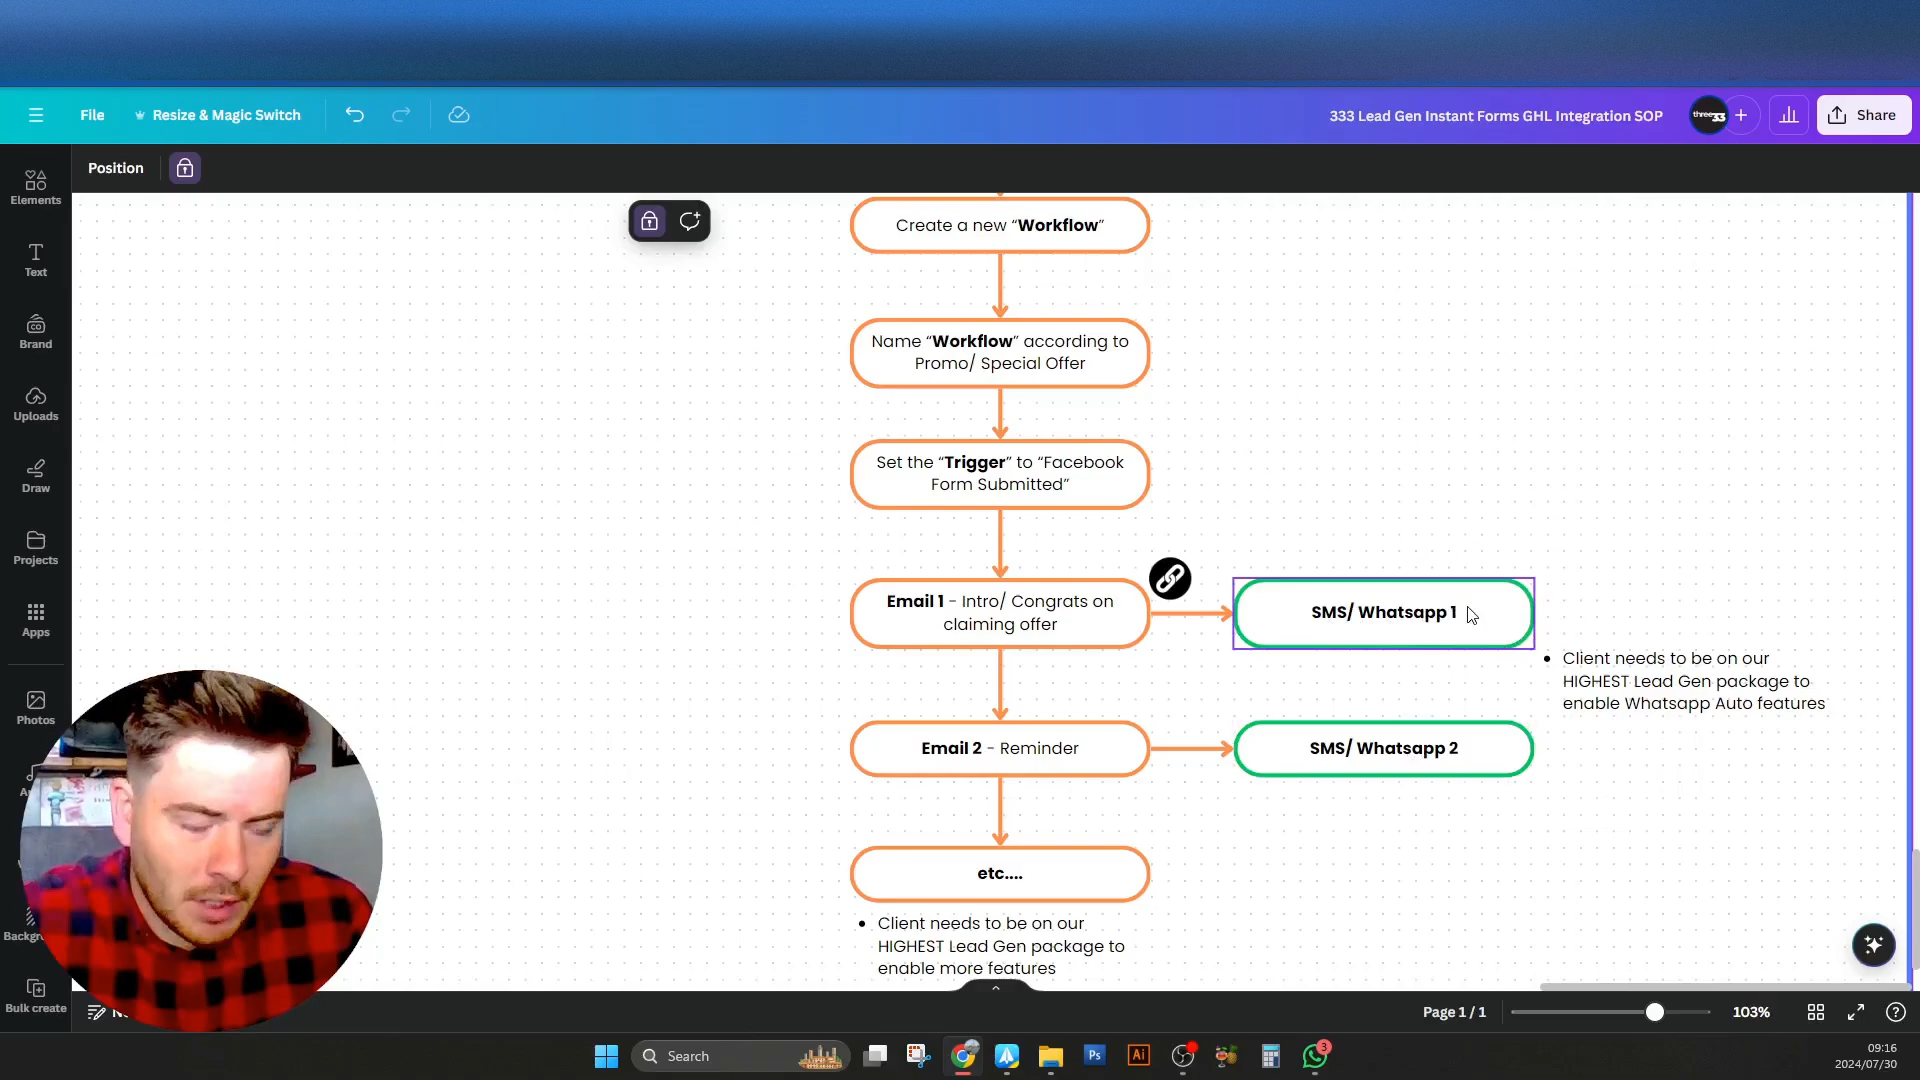 File
Resize & Magic Switch
333 Lead Gen Instant Forms GHL Integration SOP
three33
Share
Position
Elements
Text
Brand
Uploads
Draw
Projects
Apps
Photos
Bulk create
Create a new “Workflow”
Name “Workflow” according to
Promo/ Special Offer
Set the “Trigger” to “Facebook
Form Submitted”
Email 1 - Intro/ Congrats on
claiming offer
SMS/ Whatsapp 1
• Client needs to be on our
HIGHEST Lead Gen package to
enable Whatsapp Auto features
Email 2 - Reminder
SMS/ Whatsapp 2
etc....
• Client needs to be on our
HIGHEST Lead Gen package to
enable more features
Page 1 / 1
103%
Search
Ps
Ai
3
09:16
2024/07/30